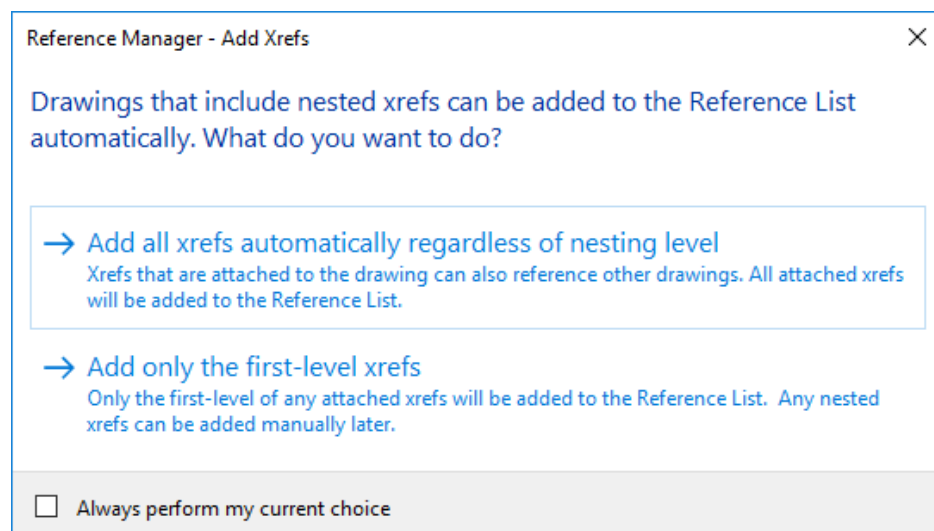 Reference Manager - Add Xrefs
Drawings that include nested xrefs can be added to the Reference List
automatically. What do you want to do?
Add all xrefs automatically regardless of nesting level
Xrefs that are attached to the drawing can also reference other drawings. All attached xrefs
will be added to the Reference List.
Add only the first-level xrefs
Only the first-level of any attached xrefs will be added to the Reference List.  Any nested
xrefs can be added manually later.
Always perform my current choice